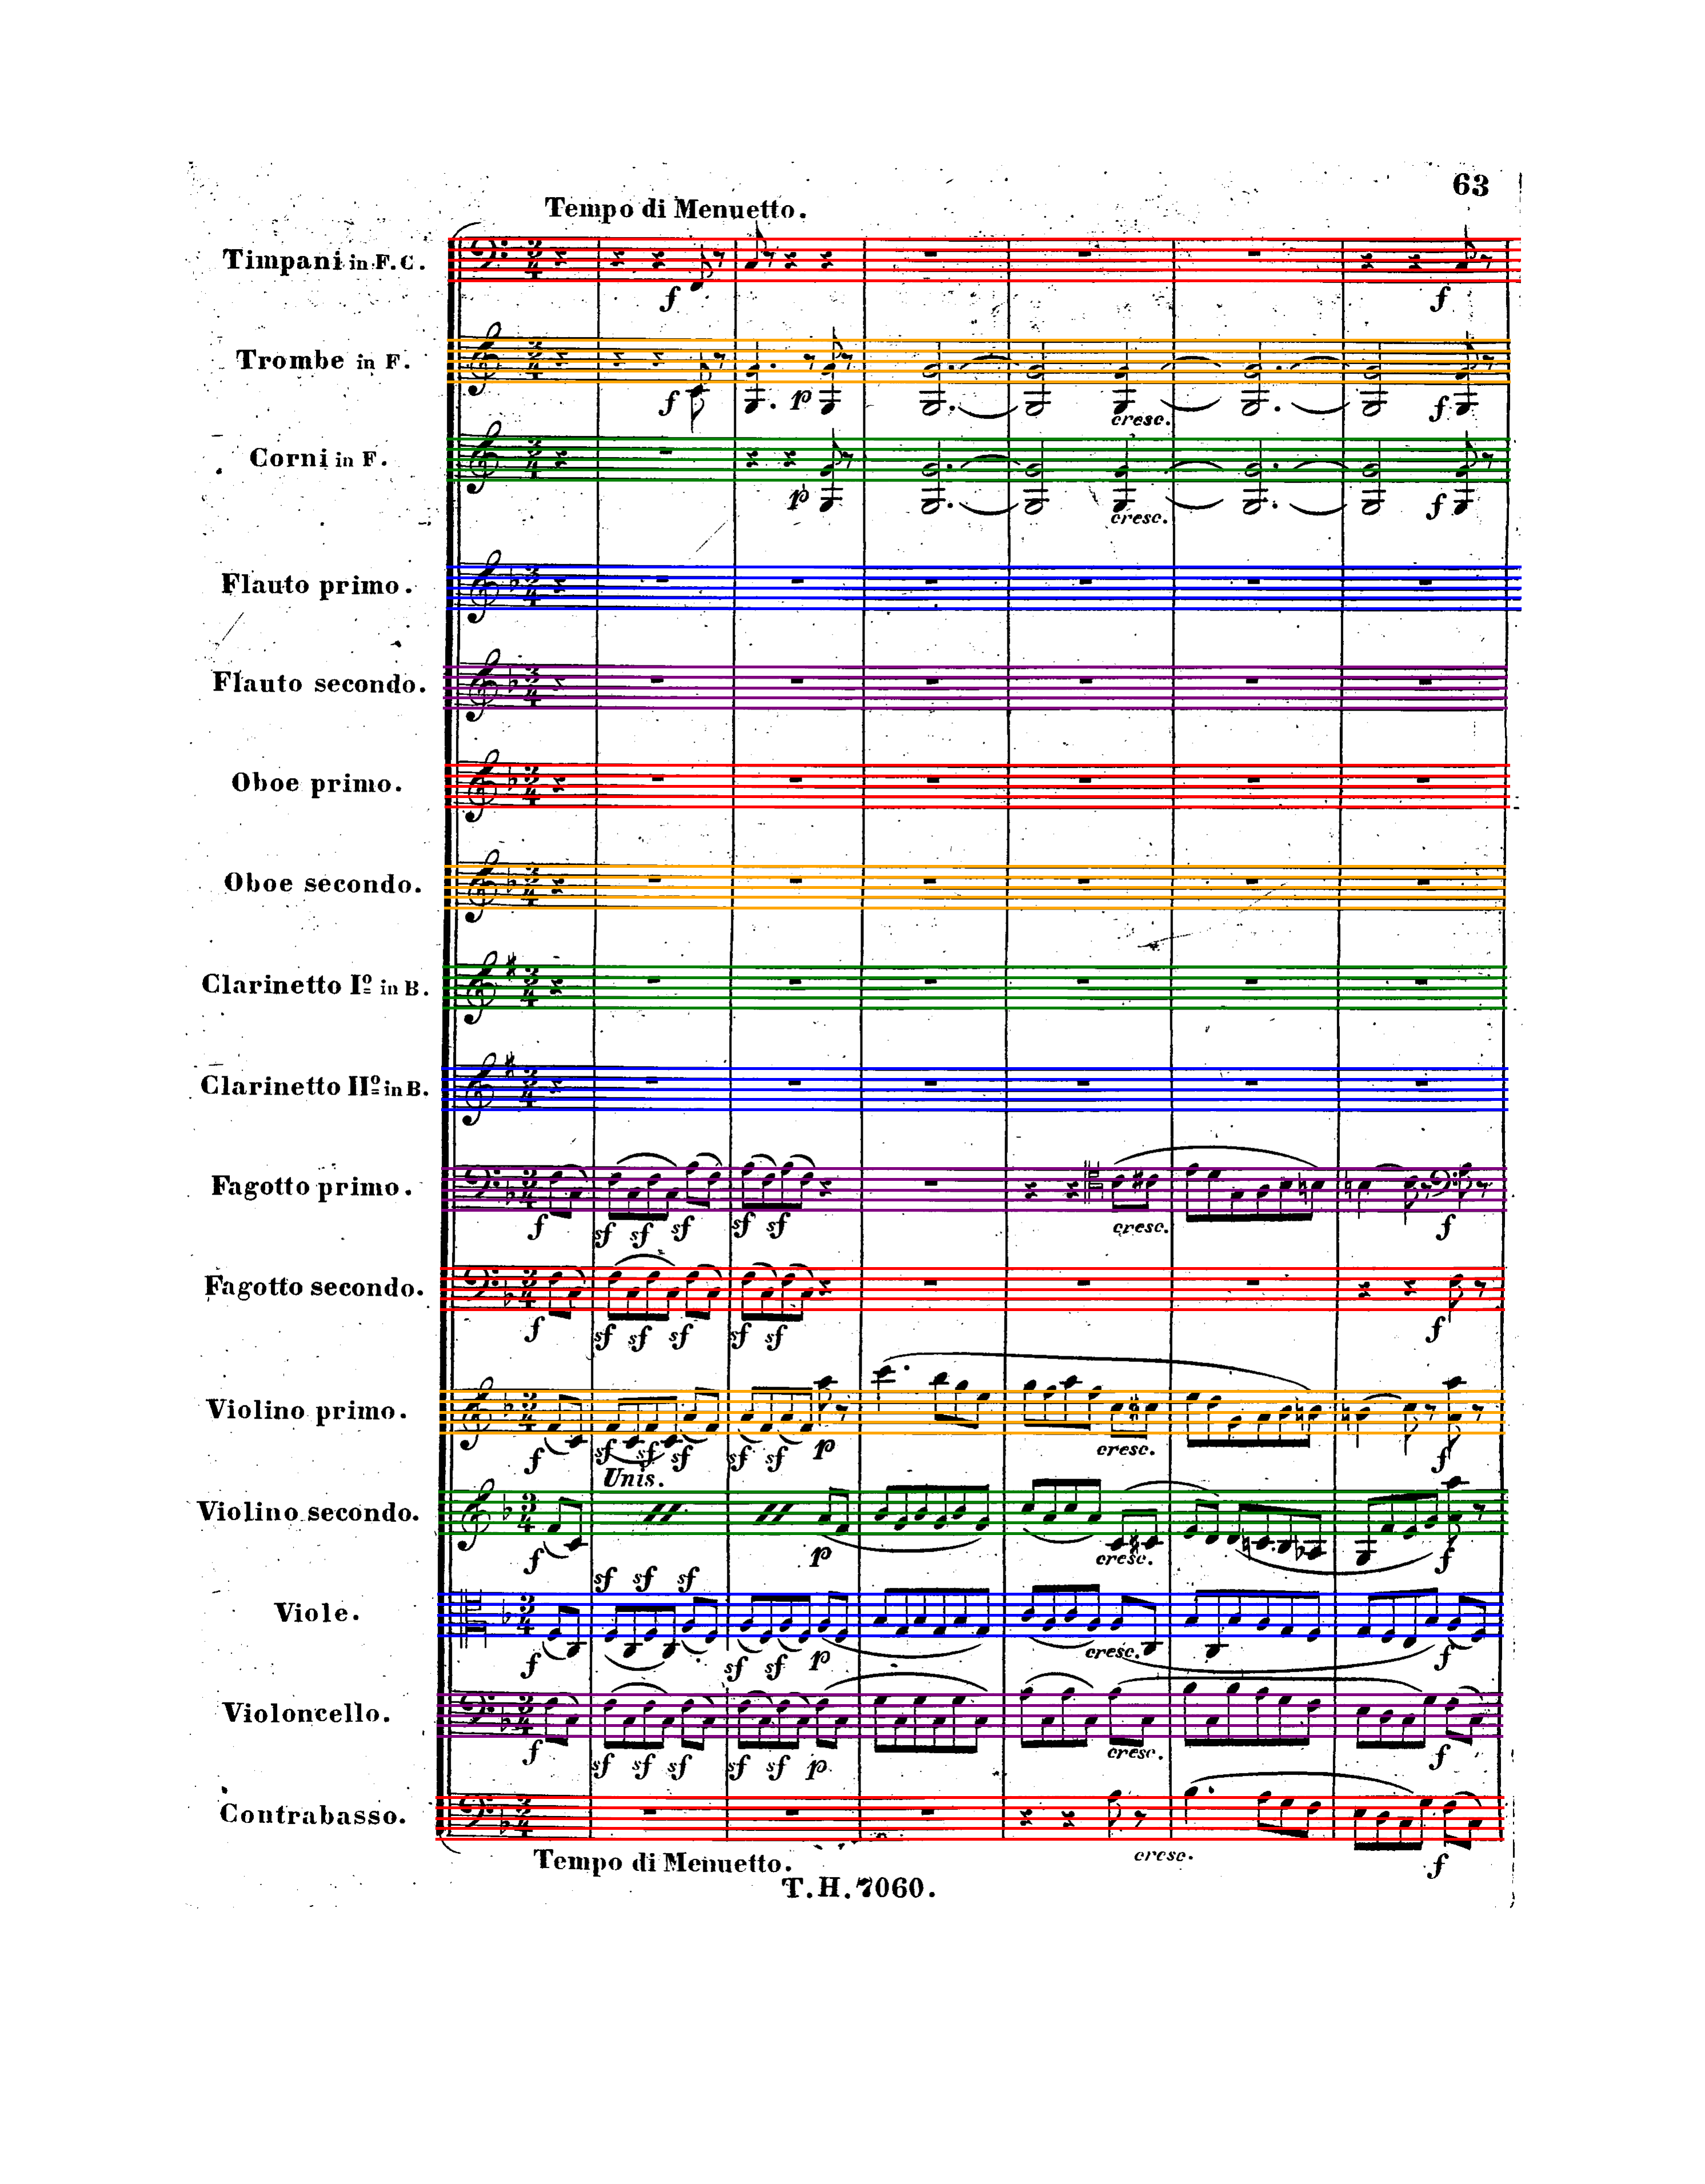 63
Tempo di Menuetto.
Timpani in F. C.
f f
Trombe in F.
f p cresc. f
Corni in F.
p cresc. f
Flauto primo.
Flauto secondo.
Oboe primo.
Oboe secondo.
Clarinetto Iº in B.
Clarinetto IIº in B.
Fagotto primo.
f sf sf sf sf sf cresc. f
Fagotto secondo.
f sf sf sf sf sf f
Violino primo.
f sf sf sf sf sf p cresc. f
Unis.
Violino secondo.
f p cresc. f
sf sf sf
Viole.
f sf sf p cresc. f
Violoncello.
f sf sf sf sf sf p cresc. f
Contrabasso.
cresc. f
Tempo di Menuetto.
T.H.7060.